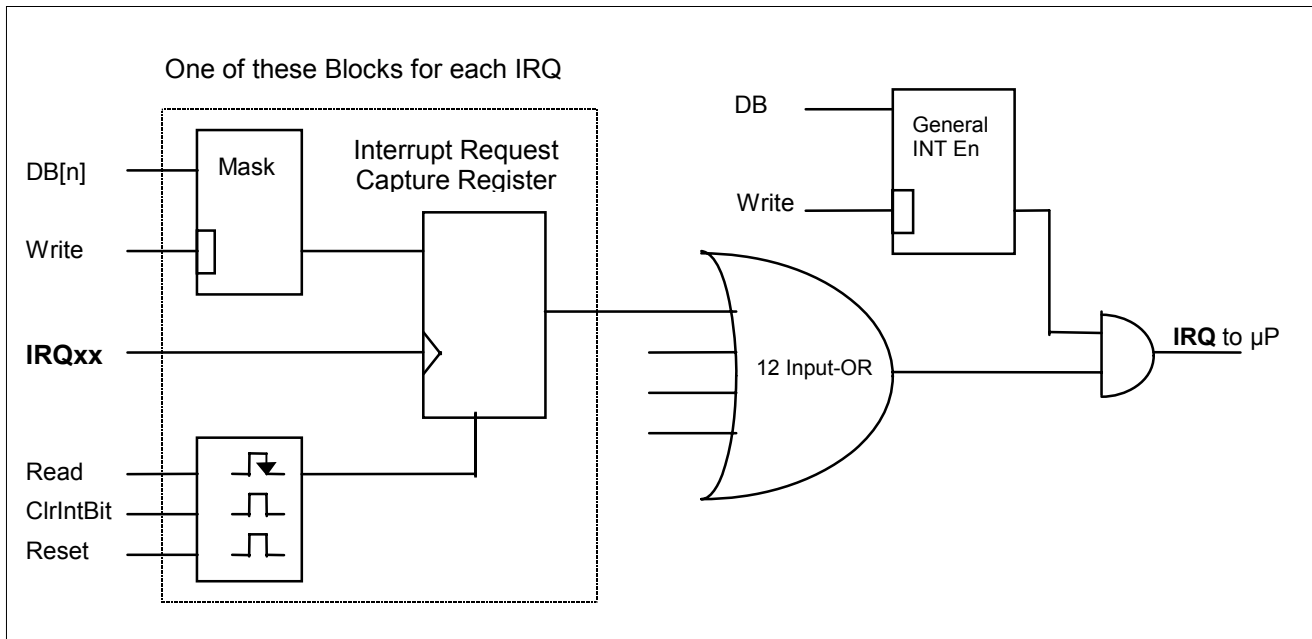 One of these Blocks for each IRQ
DB[n]
Mask
Interrupt Request
Capture Register
Write
IRQxx
Read
ClrIntBit
Reset
DB
General
INT En
Write
12 Input-OR
IRQ to µP